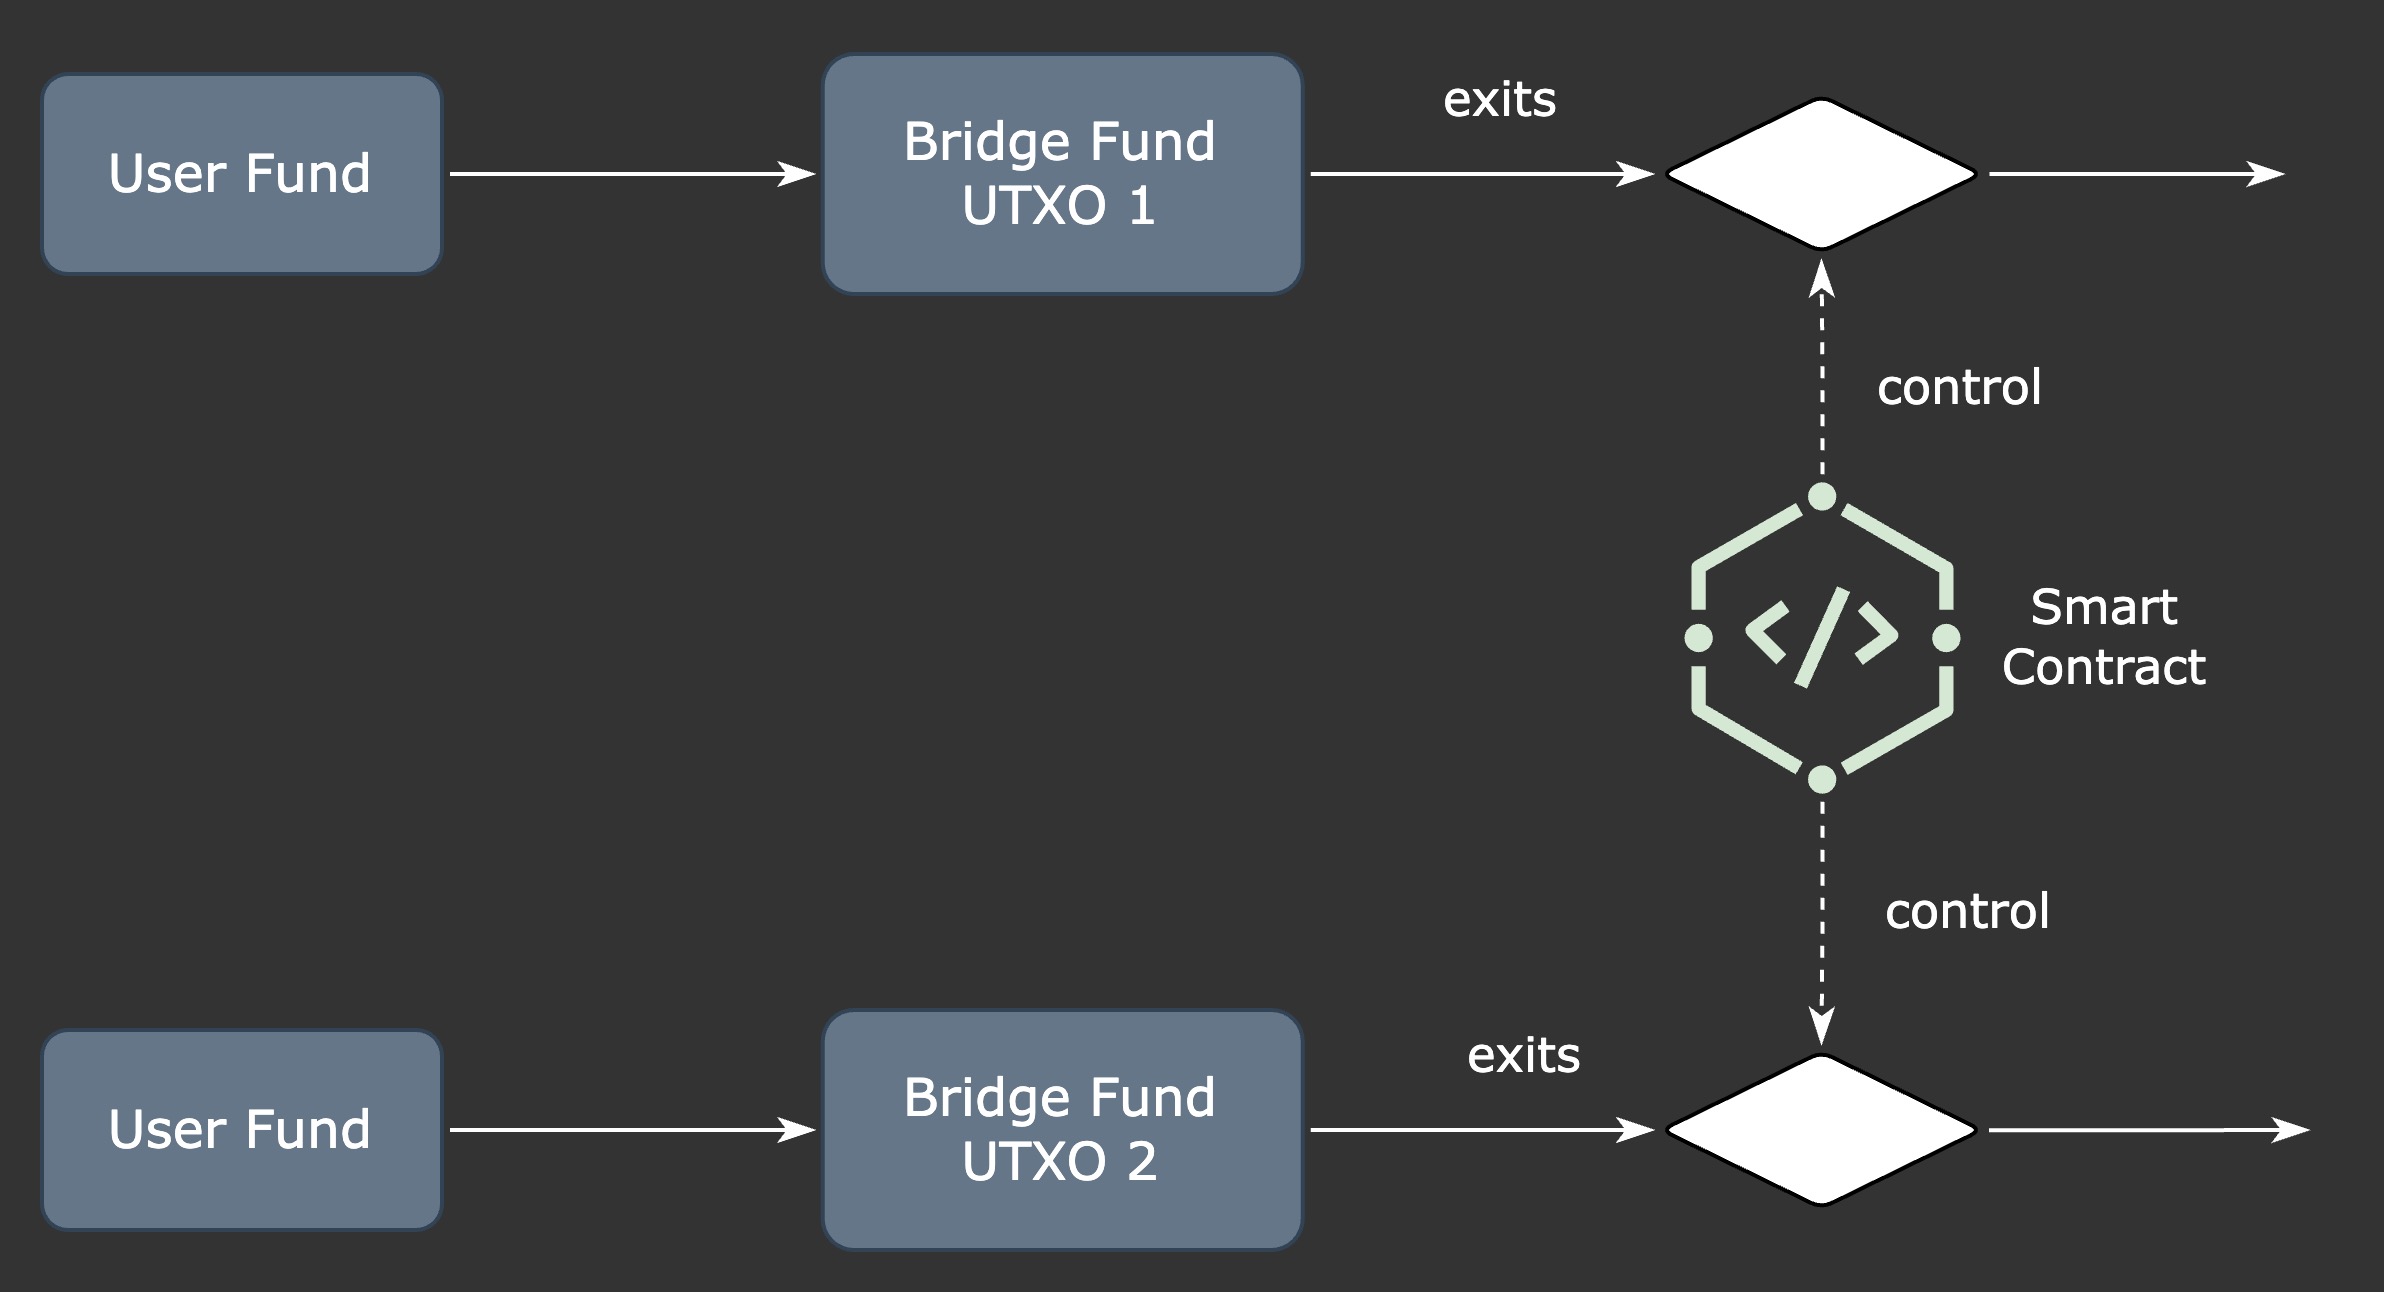 User Fund
Bridge Fund
UTXO 1
exits
control
</>
Smart
Contract
control
User Fund
Bridge Fund
UTXO 2
exits